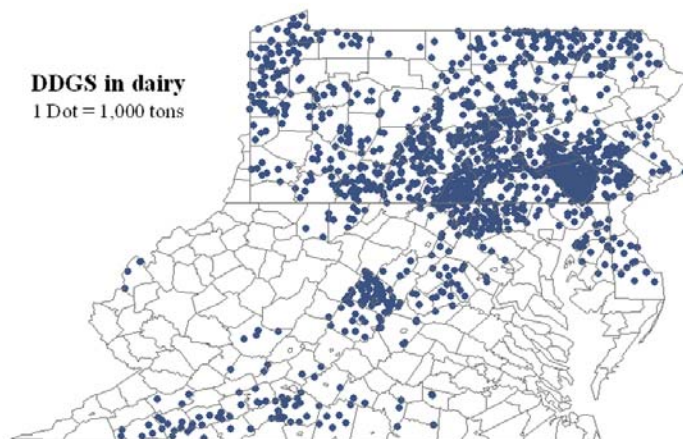 DDGS in dairy
1 Dot = 1,000 tons